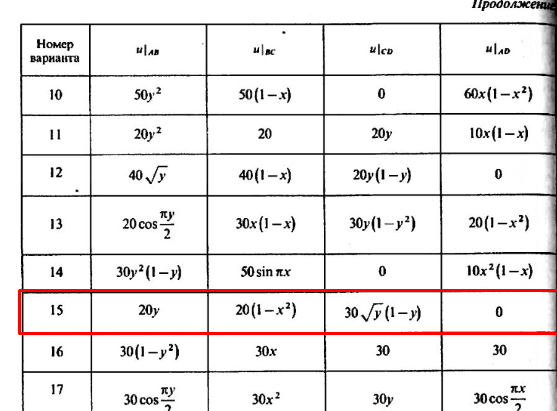 Продолжение
Номер варианта u|AB u|BC u|CD u|AD
10 50y² 50(1−x) 0 60x(1−x²)
11 20y² 20 20y 10x(1−x)
12 40√y 40(1−x) 20y(1−y) 0
13 20 cos πy/2 30x(1−x) 30y(1−y²) 20(1−x²)
14 30y²(1−y) 50 sin πx 0 10x²(1−x)
15 20y 20(1−x²) 30√y(1−y) 0
16 30(1−y²) 30x 30 30
17 30 cos πy/2 30x² 30y 30 cos πx/2